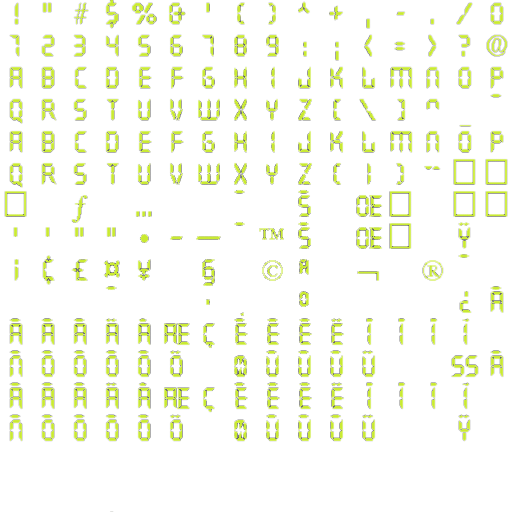 ! " # $ % & ' ( ) * + , - . / 0
1 2 3 4 5 6 7 8 9 : ; < = > ? @
A B C D E F G H I J K L M N O P
Q R S T U V W X Y Z [ \ ] ^
A B C D E F G H I J K L M N O P
Q R S T U V W X Y Z ( | ) ~ □ □
□ ƒ … ˆ Š Œ □ □ □
' ' " " • – — ˜ ™ Š Œ □ Ÿ
¡ ¢ € ¤ ¥ § © ª ¬ ®
¯ ¸ º ¿ À
Á Â Ã Ä Å Æ Ç È É Ê Ë Ì Í Î Ï
Ñ Ò Ó Ô Õ Ö Ø Ù Ú Û Ü SS À
Á Â Ã Ä Å Æ Ç È É Ê Ë Ì Í Î Ï
Ñ Ò Ó Ô Õ Ö Ø Ù Ú Û Ü Ÿ